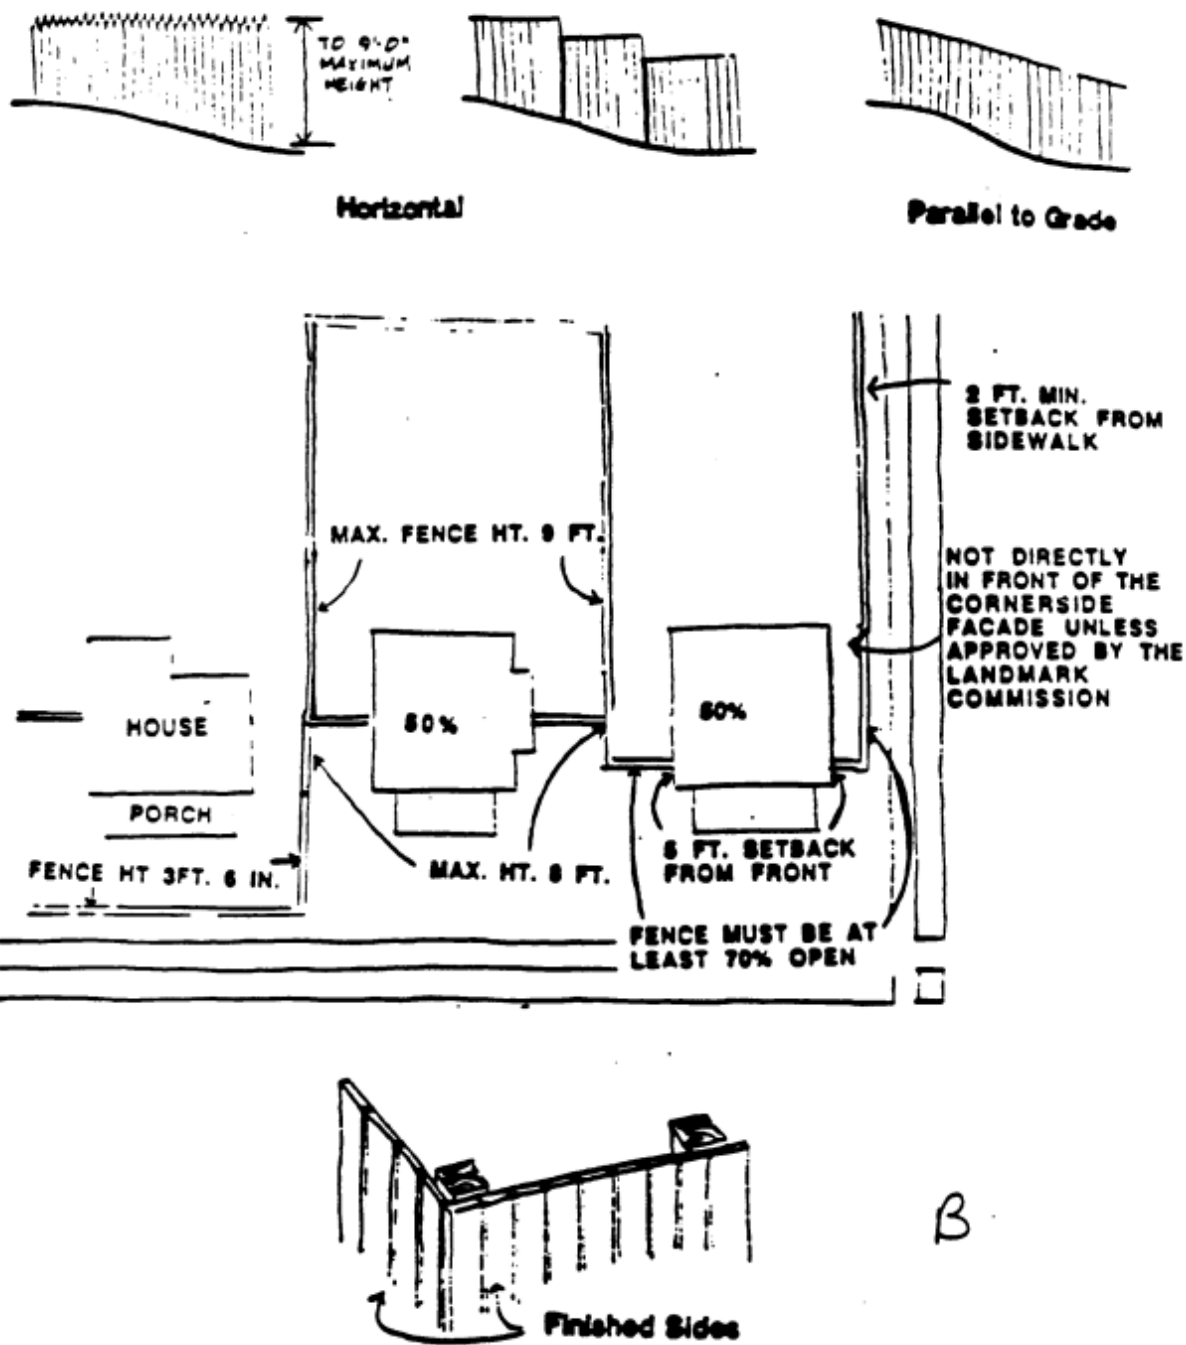 TO 9'-0"
MAXIMUM
HEIGHT
Horizontal
Parallel to Grade
2 FT. MIN.
SETBACK FROM
SIDEWALK
MAX. FENCE HT. 9 FT.
NOT DIRECTLY
IN FRONT OF THE
CORNERSIDE
FACADE UNLESS
APPROVED BY THE
LANDMARK
COMMISSION
HOUSE
50%
50%
PORCH
FENCE HT 3FT. 6 IN.
MAX. HT. 8 FT.
5 FT. SETBACK
FROM FRONT
FENCE MUST BE AT
LEAST 70% OPEN
B
Finished Sides